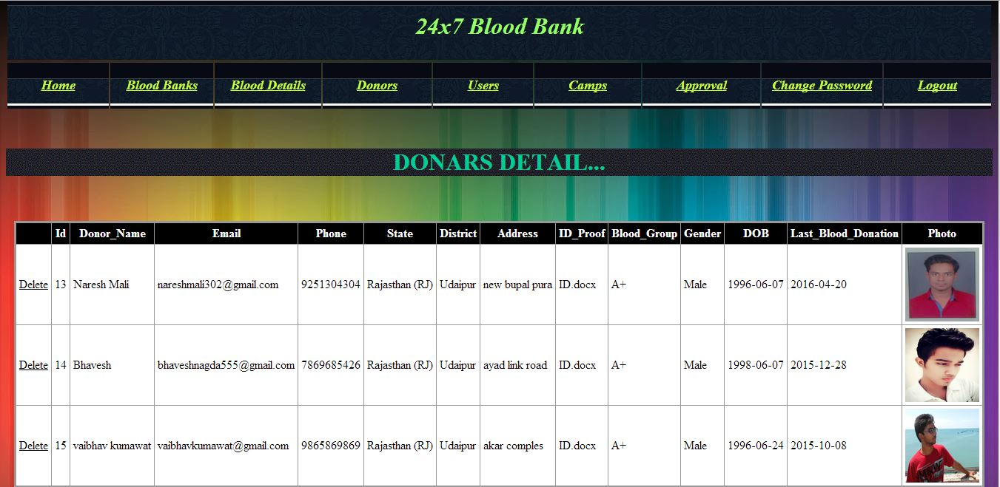 24x7 Blood Bank
Home Blood Banks Blood Details Donors Users Camps Approval Change Password Logout
DONARS DETAIL...
Id Donor_Name Email Phone State District Address ID_Proof Blood_Group Gender DOB Last_Blood_Donation Photo
Delete 13 Naresh Mali nareshmali302@gmail.com 9251304304 Rajasthan (RJ) Udaipur new bupal pura ID.docx A+ Male 1996-06-07 2016-04-20
Delete 14 Bhavesh bhaveshnagda555@gmail.com 7869685426 Rajasthan (RJ) Udaipur ayad link road ID.docx A+ Male 1998-06-07 2015-12-28
Delete 15 vaibhav kumawat vaibhavkumawat@gmail.com 9865869869 Rajasthan (RJ) Udaipur akar comples ID.docx A+ Male 1996-06-24 2015-10-08